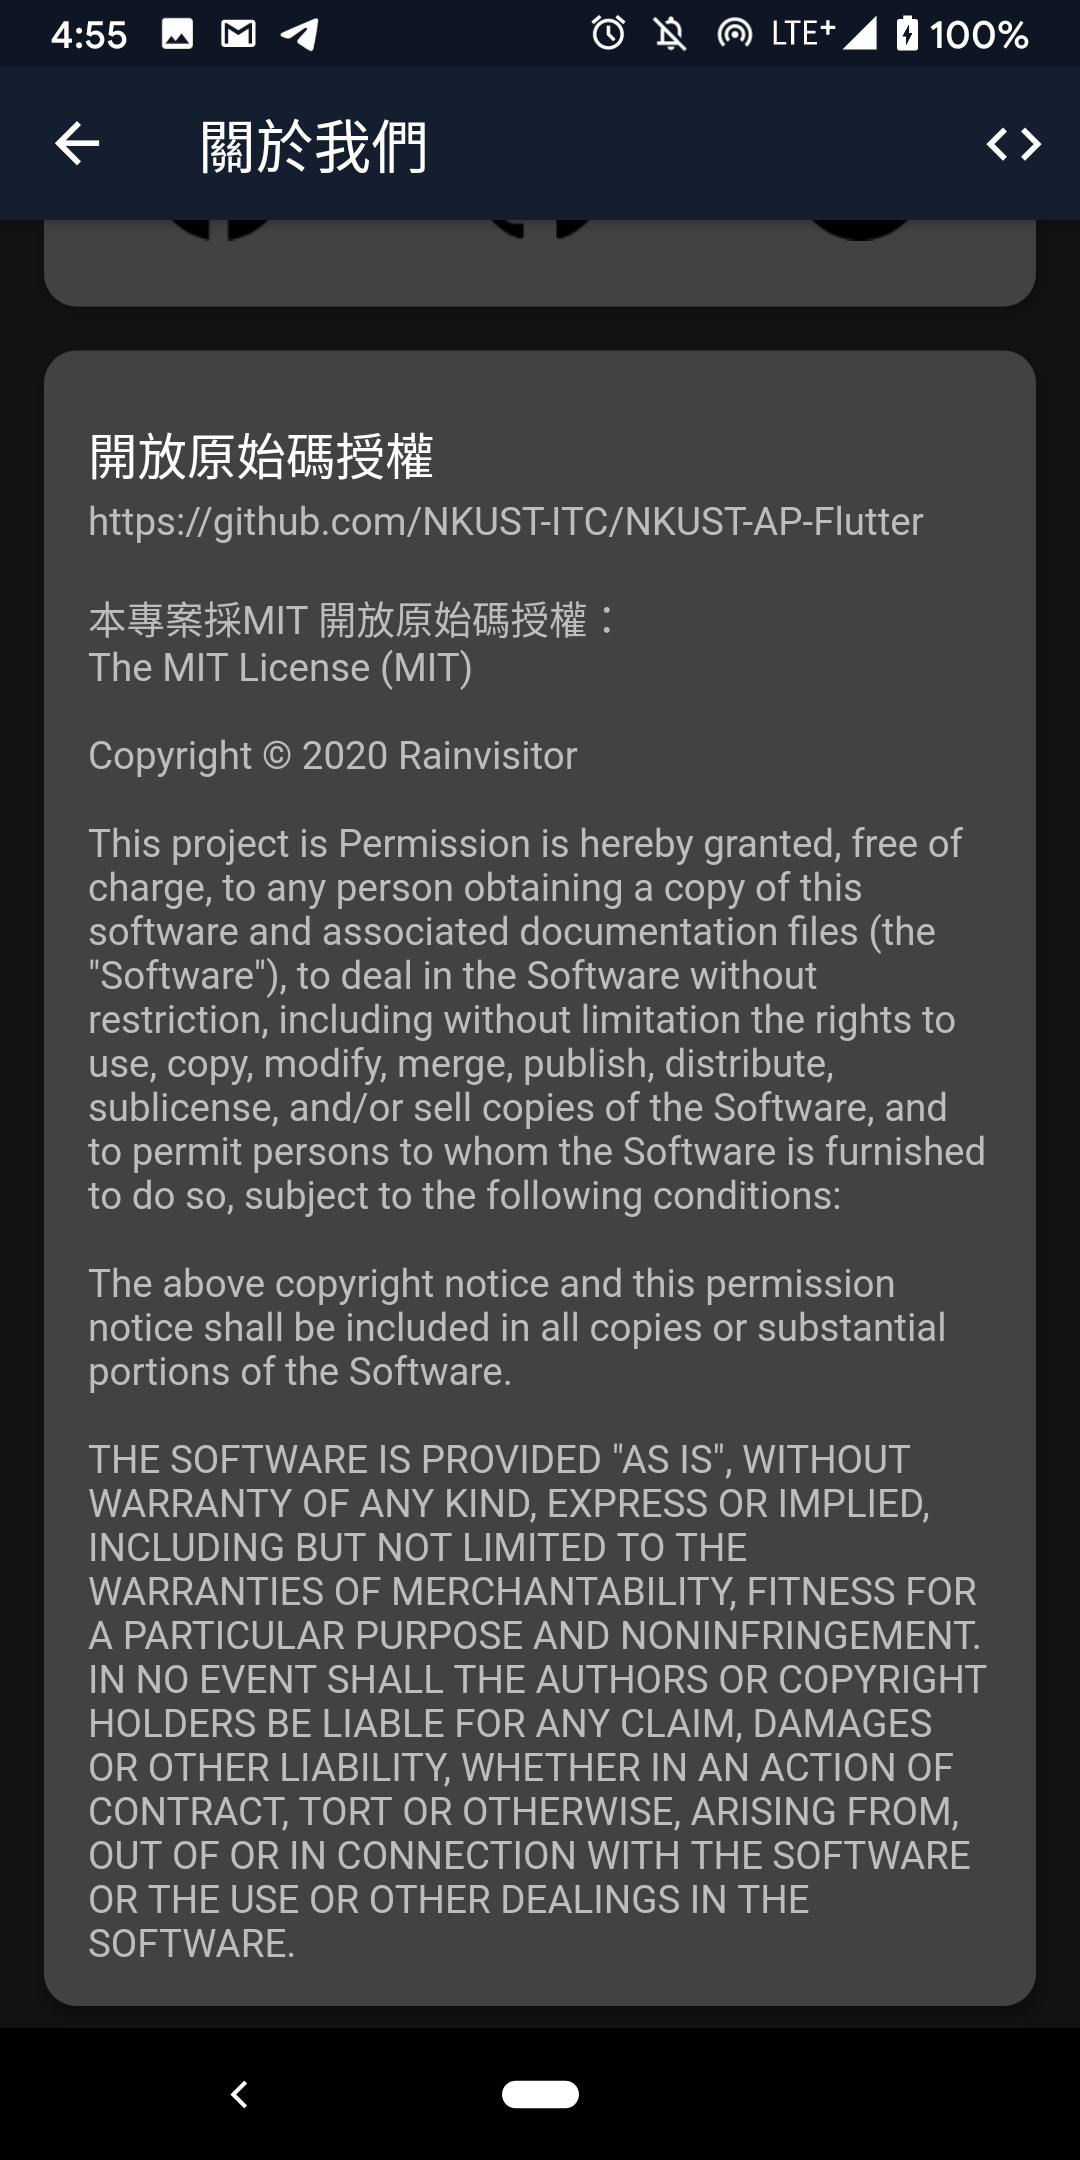 4:55 LTE+ 100%
關於我們
開放原始碼授權
https://github.com/NKUST-ITC/NKUST-AP-Flutter
本專案採MIT 開放原始碼授權：
The MIT License (MIT)
Copyright © 2020 Rainvisitor
This project is Permission is hereby granted, free of
charge, to any person obtaining a copy of this
software and associated documentation files (the
"Software"), to deal in the Software without
restriction, including without limitation the rights to
use, copy, modify, merge, publish, distribute,
sublicense, and/or sell copies of the Software, and
to permit persons to whom the Software is furnished
to do so, subject to the following conditions:
The above copyright notice and this permission
notice shall be included in all copies or substantial
portions of the Software.
THE SOFTWARE IS PROVIDED "AS IS", WITHOUT
WARRANTY OF ANY KIND, EXPRESS OR IMPLIED,
INCLUDING BUT NOT LIMITED TO THE
WARRANTIES OF MERCHANTABILITY, FITNESS FOR
A PARTICULAR PURPOSE AND NONINFRINGEMENT.
IN NO EVENT SHALL THE AUTHORS OR COPYRIGHT
HOLDERS BE LIABLE FOR ANY CLAIM, DAMAGES
OR OTHER LIABILITY, WHETHER IN AN ACTION OF
CONTRACT, TORT OR OTHERWISE, ARISING FROM,
OUT OF OR IN CONNECTION WITH THE SOFTWARE
OR THE USE OR OTHER DEALINGS IN THE
SOFTWARE.